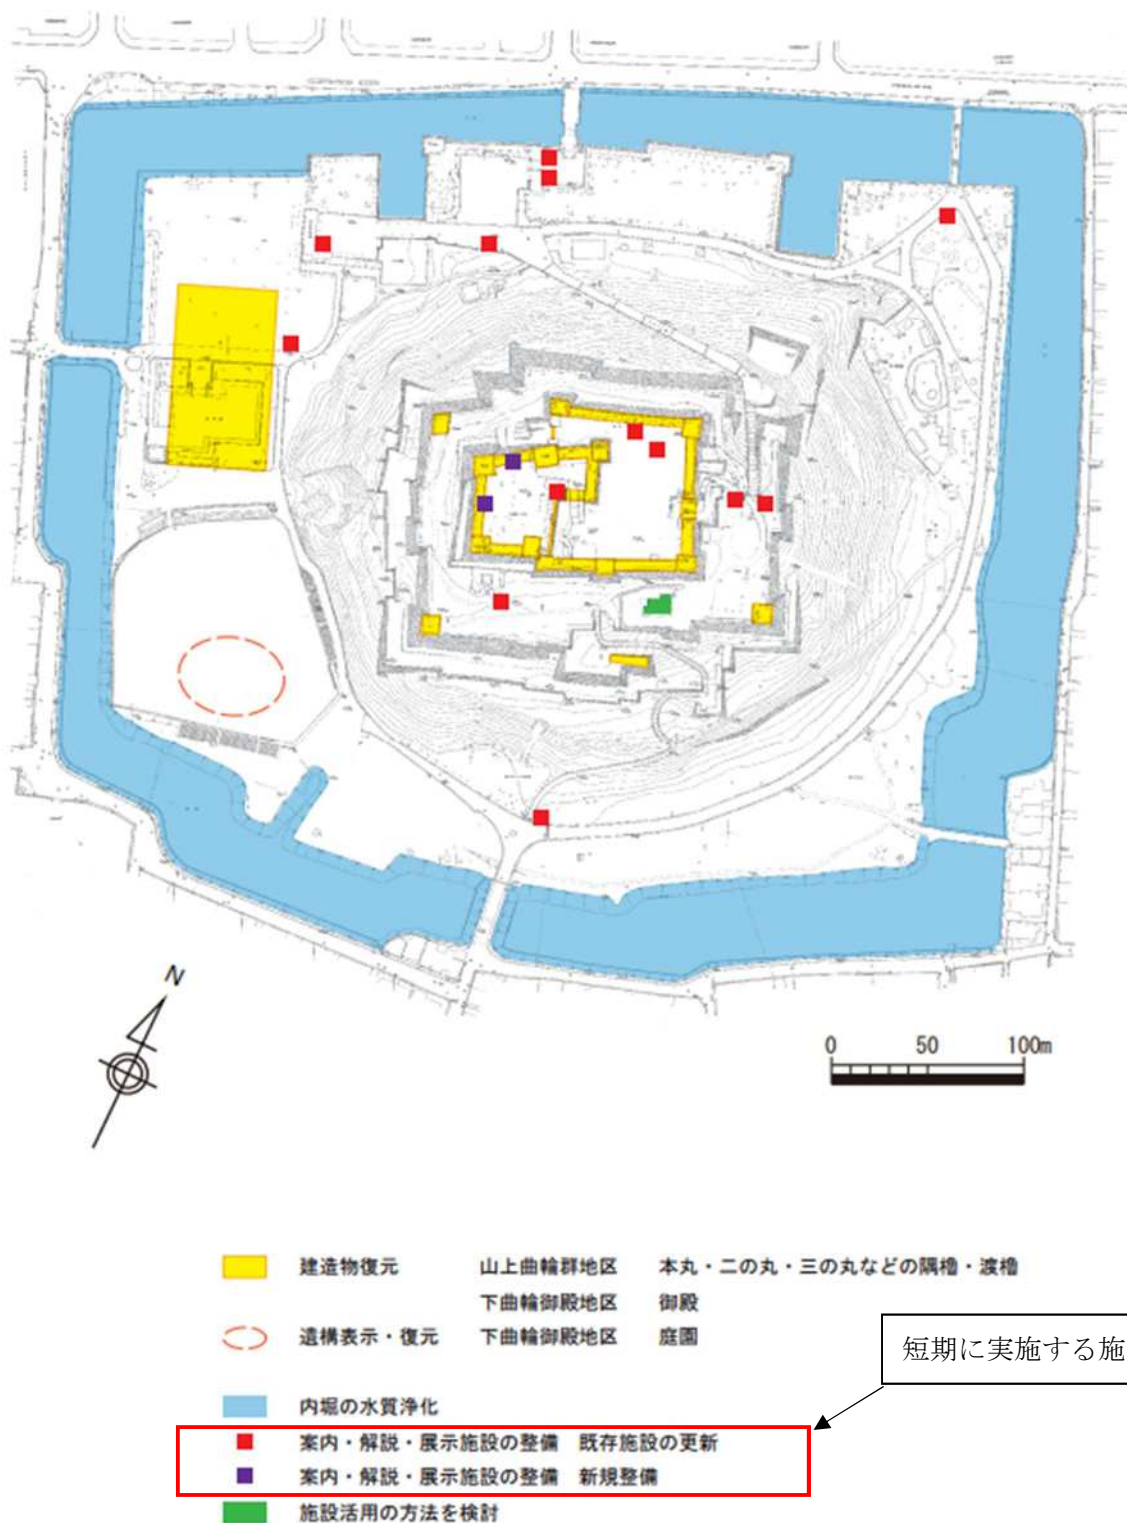 N
0 50 100m
建造物復元 山上曲輪群地区 本丸・二の丸・三の丸などの隅櫓・渡櫓
下曲輪御殿地区 御殿
遺構表示・復元 下曲輪御殿地区 庭園
短期に実施する施
内堀の水質浄化
案内・解説・展示施設の整備 既存施設の更新
案内・解説・展示施設の整備 新規整備
施設活用の方法を検討